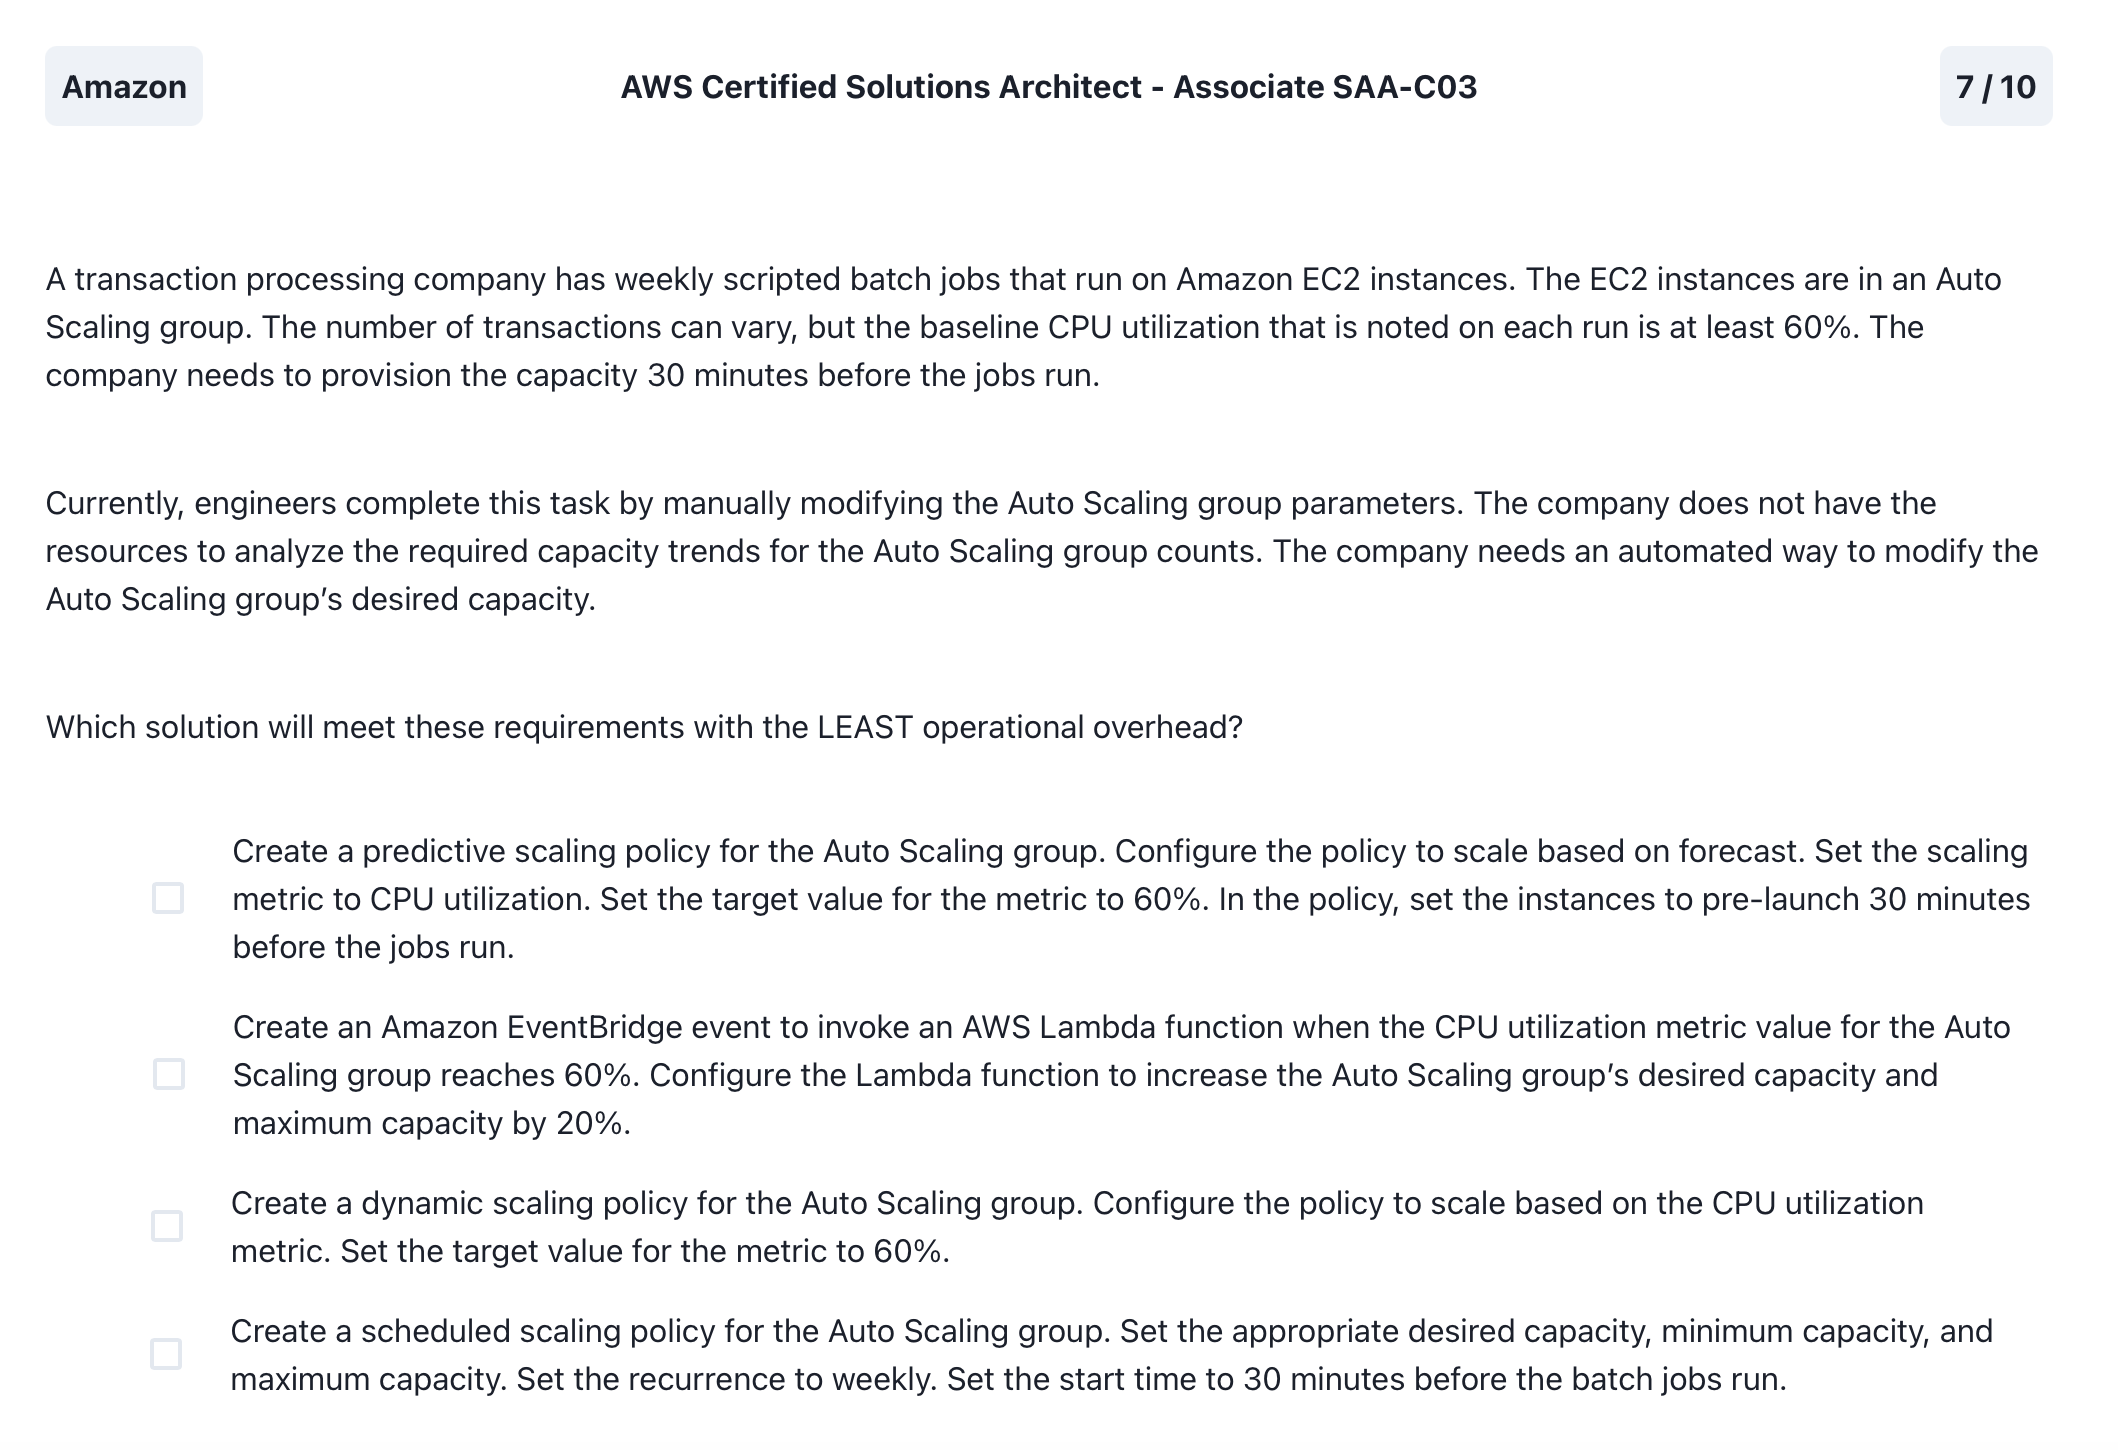 Amazon
AWS Certified Solutions Architect - Associate SAA-C03
7 / 10
A transaction processing company has weekly scripted batch jobs that run on Amazon EC2 instances. The EC2 instances are in an Auto
Scaling group. The number of transactions can vary, but the baseline CPU utilization that is noted on each run is at least 60%. The
company needs to provision the capacity 30 minutes before the jobs run.
Currently, engineers complete this task by manually modifying the Auto Scaling group parameters. The company does not have the
resources to analyze the required capacity trends for the Auto Scaling group counts. The company needs an automated way to modify the
Auto Scaling group’s desired capacity.
Which solution will meet these requirements with the LEAST operational overhead?
Create a predictive scaling policy for the Auto Scaling group. Configure the policy to scale based on forecast. Set the scaling
metric to CPU utilization. Set the target value for the metric to 60%. In the policy, set the instances to pre-launch 30 minutes
before the jobs run.
Create an Amazon EventBridge event to invoke an AWS Lambda function when the CPU utilization metric value for the Auto
Scaling group reaches 60%. Configure the Lambda function to increase the Auto Scaling group’s desired capacity and
maximum capacity by 20%.
Create a dynamic scaling policy for the Auto Scaling group. Configure the policy to scale based on the CPU utilization
metric. Set the target value for the metric to 60%.
Create a scheduled scaling policy for the Auto Scaling group. Set the appropriate desired capacity, minimum capacity, and
maximum capacity. Set the recurrence to weekly. Set the start time to 30 minutes before the batch jobs run.